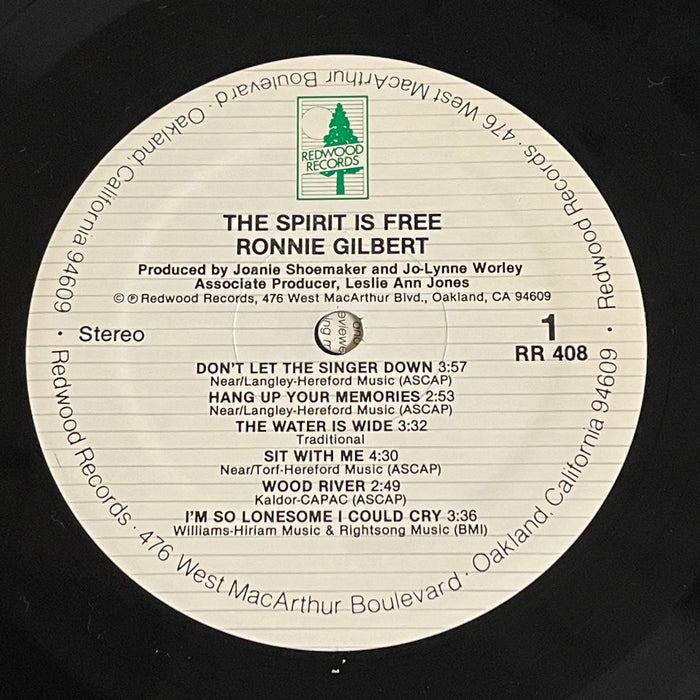 REDWOOD
RECORDS
THE SPIRIT IS FREE
RONNIE GILBERT
Produced by Joanie Shoemaker and Jo-Lynne Worley
Associate Producer, Leslie Ann Jones
© ℗ Redwood Records, 476 West MacArthur Blvd., Oakland, CA 94609
Stereo
1
RR 408
DON'T LET THE SINGER DOWN 3:57
Near/Langley-Hereford Music (ASCAP)
HANG UP YOUR MEMORIES 2:53
Near/Langley-Hereford Music (ASCAP)
THE WATER IS WIDE 3:32
Traditional
SIT WITH ME 4:30
Near/Torf-Hereford Music (ASCAP)
WOOD RIVER 2:49
Kaldor-CAPAC (ASCAP)
I'M SO LONESOME I COULD CRY 3:36
Williams-Hiriam Music & Rightsong Music (BMI)
Redwood Records · 476 West MacArthur Boulevard · Oakland, California 94609 ·
Redwood Records · 476 West MacArthur Boulevard · Oakland, California 94609 ·